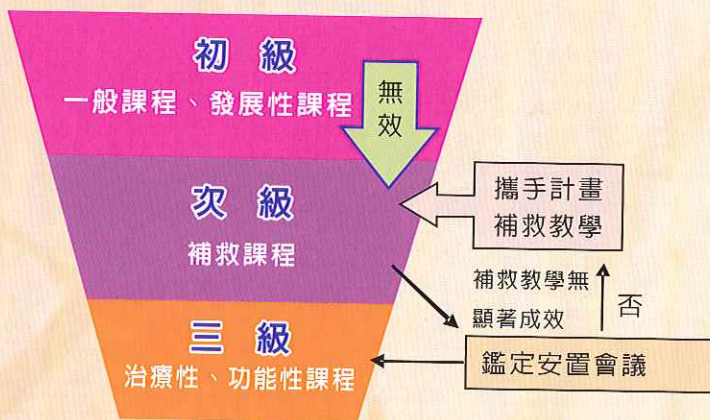 初 級
一般課程、發展性課程
無
效
次 級
補救課程
攜手計畫
補救教學
補救教學無
顯著成效
否
三 級
治療性、功能性課程
鑑定安置會議